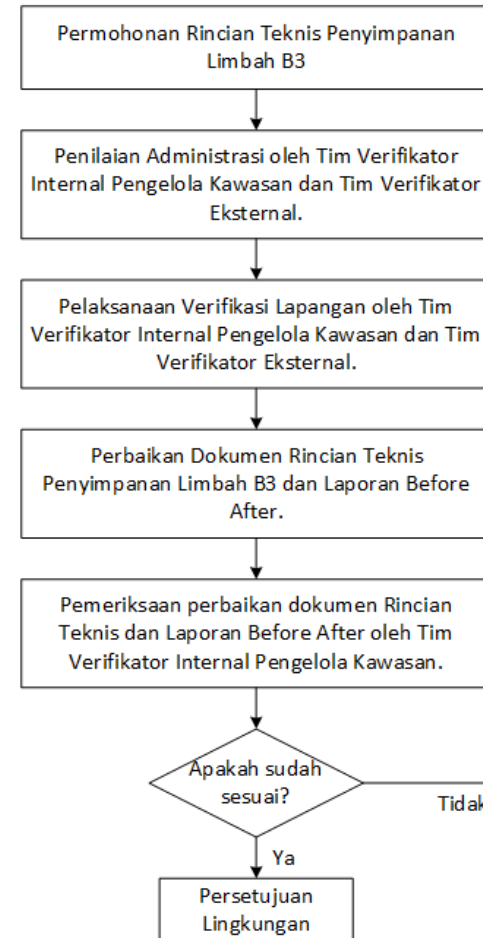 Permohonan Rincian Teknis Penyimpanan
Limbah B3
Penilaian Administrasi oleh Tim Verifikator
Internal Pengelola Kawasan dan Tim Verifikator
Eksternal.
Pelaksanaan Verifikasi Lapangan oleh Tim
Verifikator Internal Pengelola Kawasan dan Tim
Verifikator Eksternal.
Perbaikan Dokumen Rincian Teknis
Penyimpanan Limbah B3 dan Laporan Before
After.
Pemeriksaan perbaikan dokumen Rincian
Teknis dan Laporan Before After oleh Tim
Verifikator Internal Pengelola Kawasan.
Apakah sudah
sesuai?
Tidak
Ya
Persetujuan
Lingkungan